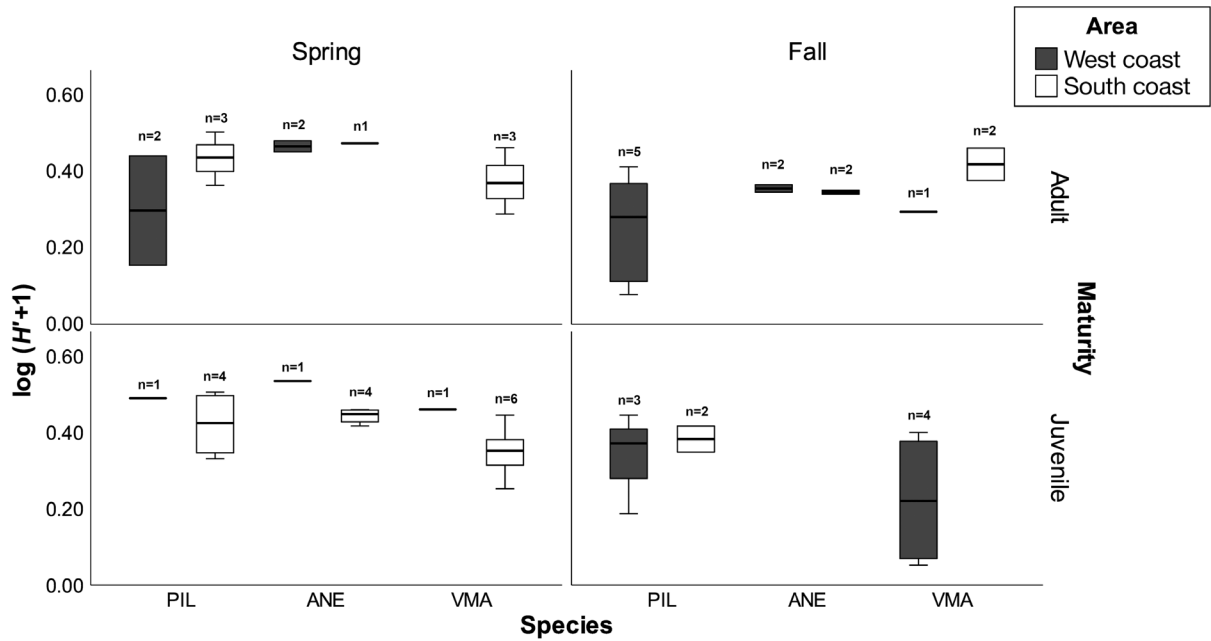 Area
West coast
South coast
Spring
Fall
0.60
0.40
0.20
0.00
n=2
n=3
n=2
n1
n=3
n=5
n=2
n=2
n=1
n=2
Adult
log (H'+1)
Maturity
0.60
0.40
0.20
0.00
n=1
n=4
n=1
n=4
n=1
n=6
n=3
n=2
n=4
Juvenile
PIL ANE VMA PIL ANE VMA
Species